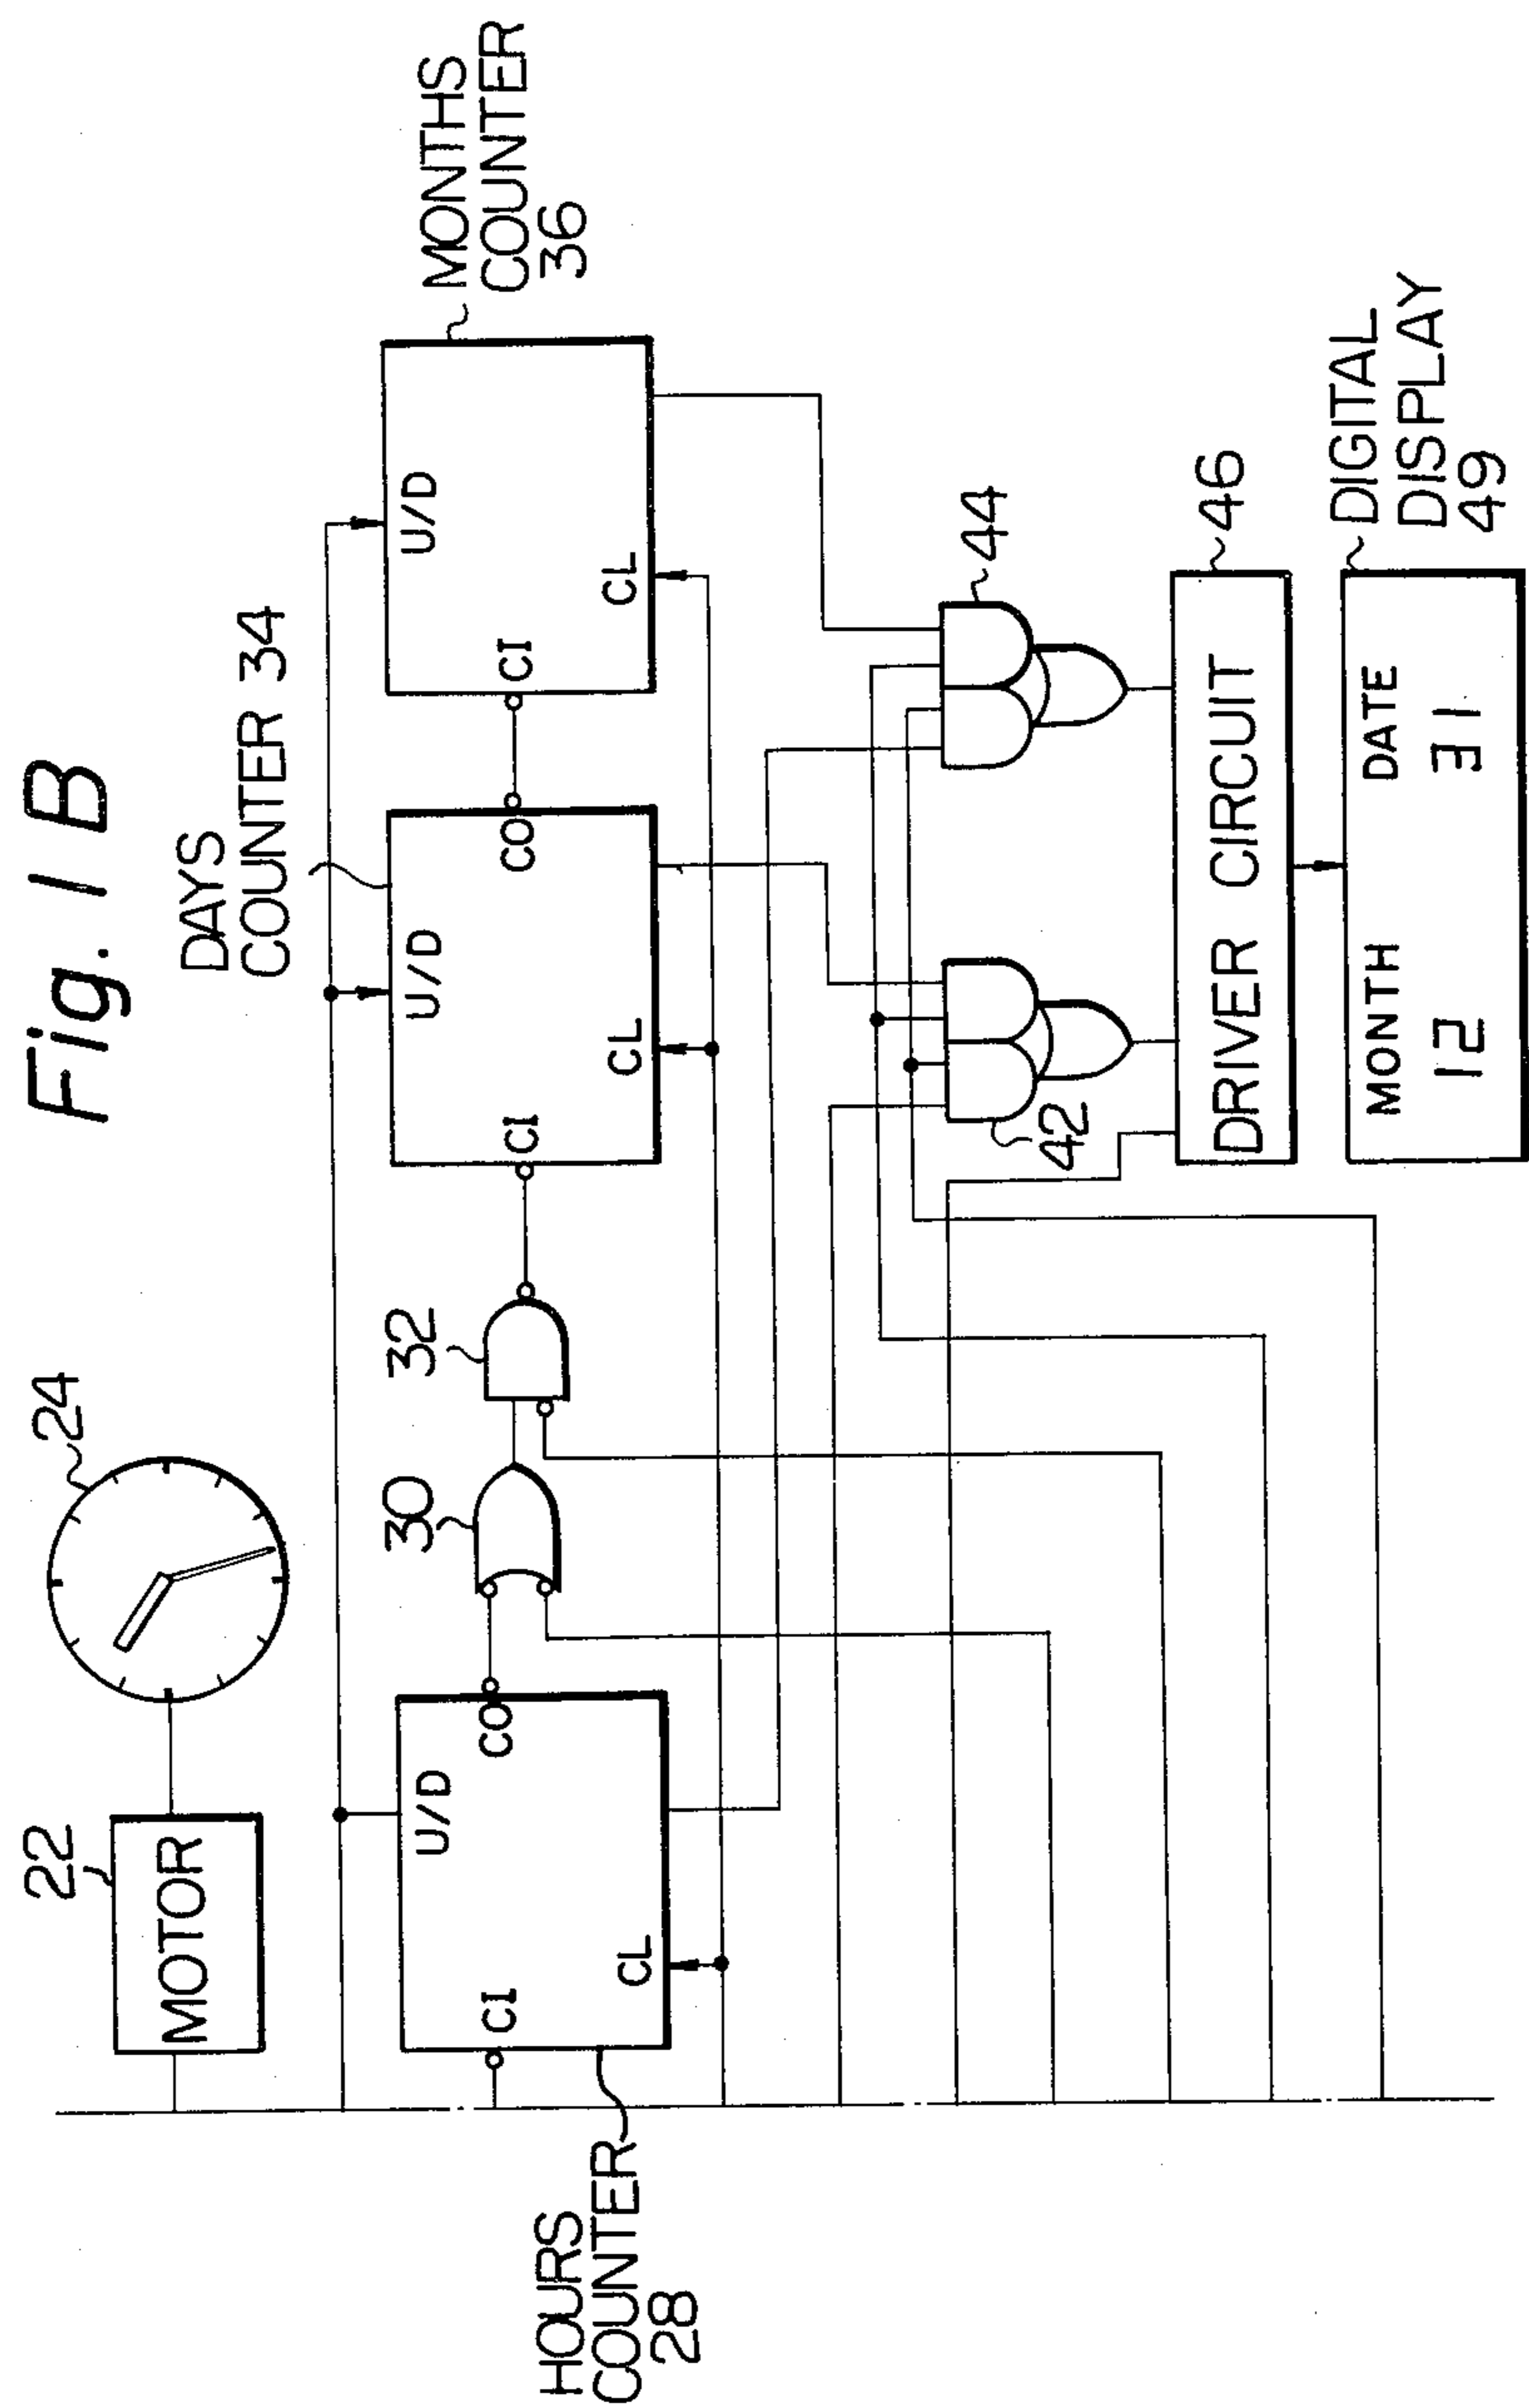 Fig. 1 B
22
MOTOR
24
DAYS
COUNTER 34
MONTHS
COUNTER
36
HOURS
COUNTER
28
U/D
CO
CI
CL
30
32
U/D
CO
CI
CL
U/D
CI
CL
42
44
DRIVER CIRCUIT
46
MONTH DATE
12 31
DIGITAL
DISPLAY
49